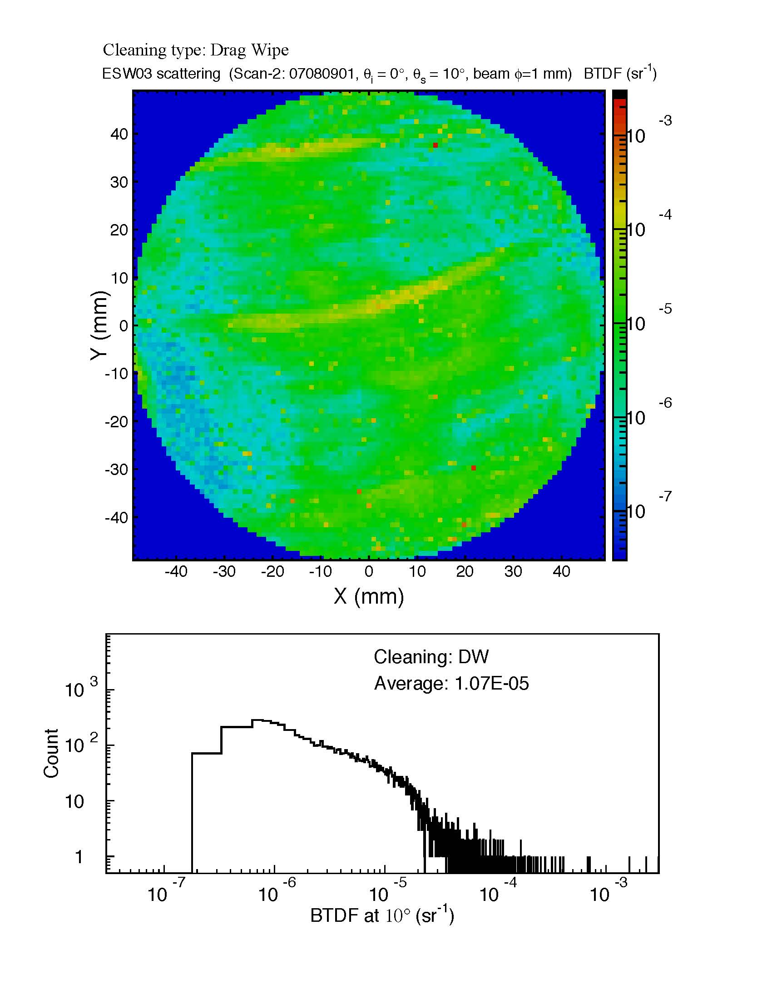 Cleaning type: Drag Wipe
ESW03 scattering (Scan-2: 07080901, θi = 0°, θs = 10°, beam ϕ=1 mm) BTDF (sr-1)
40
30
20
10
0
-10
-20
-30
-40
Y (mm)
-40 -30 -20 -10 0 10 20 30 40
X (mm)
10 -3
10 -4
10 -5
10 -6
10 -7
Cleaning: DW
Average: 1.07E-05
10 3
10 2
10
1
Count
10 -7 10 -6 10 -5 10 -4 10 -3
BTDF at 10° (sr-1)